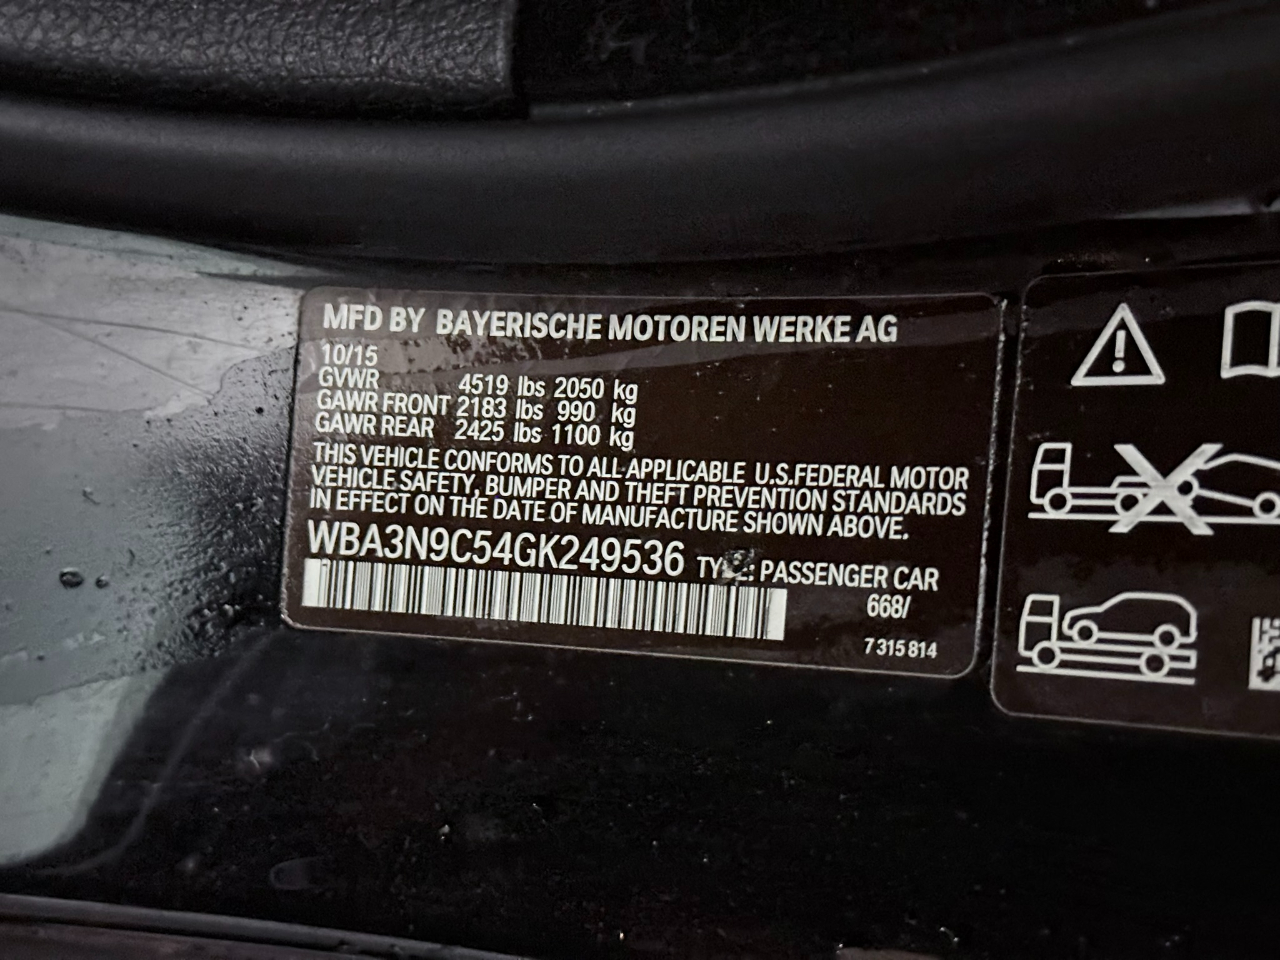 MFD BY BAYERISCHE MOTOREN WERKE AG
10/15
GVWR 4519 lbs 2050 kg
GAWR FRONT 2183 lbs 990 kg
GAWR REAR 2425 lbs 1100 kg
THIS VEHICLE CONFORMS TO ALL APPLICABLE U.S.FEDERAL MOTOR
VEHICLE SAFETY, BUMPER AND THEFT PREVENTION STANDARDS
IN EFFECT ON THE DATE OF MANUFACTURE SHOWN ABOVE.
WBA3N9C54GK249536 TYPE: PASSENGER CAR
668/
7 315 814